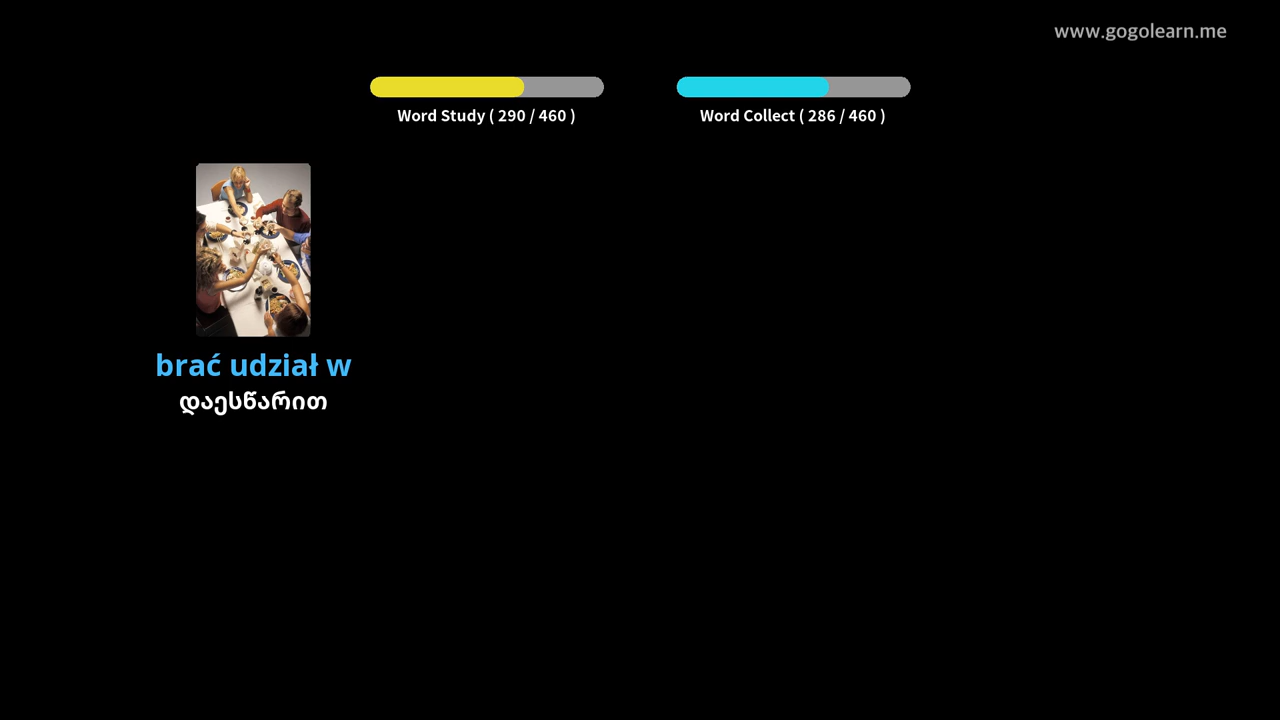 www.gogolearn.me
Word Study ( 290 / 460 )
Word Collect ( 286 / 460 )
brać udział w
დაესწარით